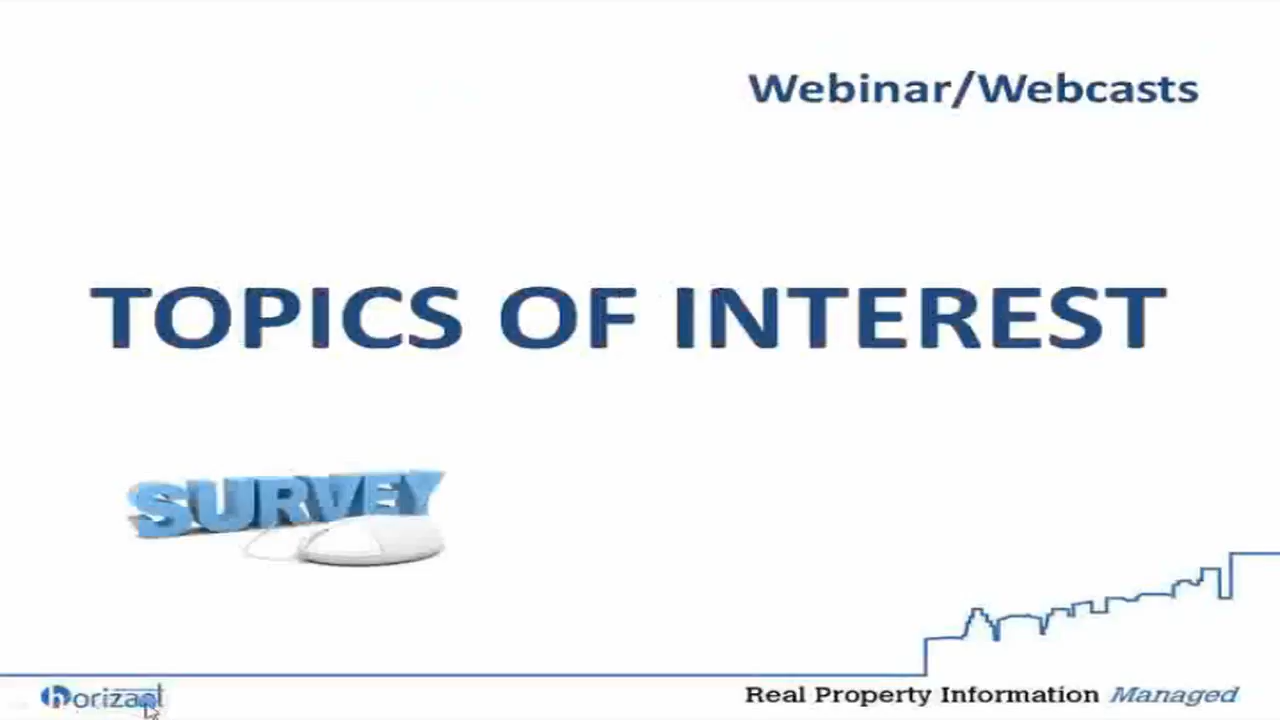 Webinar/Webcasts
TOPICS OF INTEREST
SURVEY
Real Property Information Managed